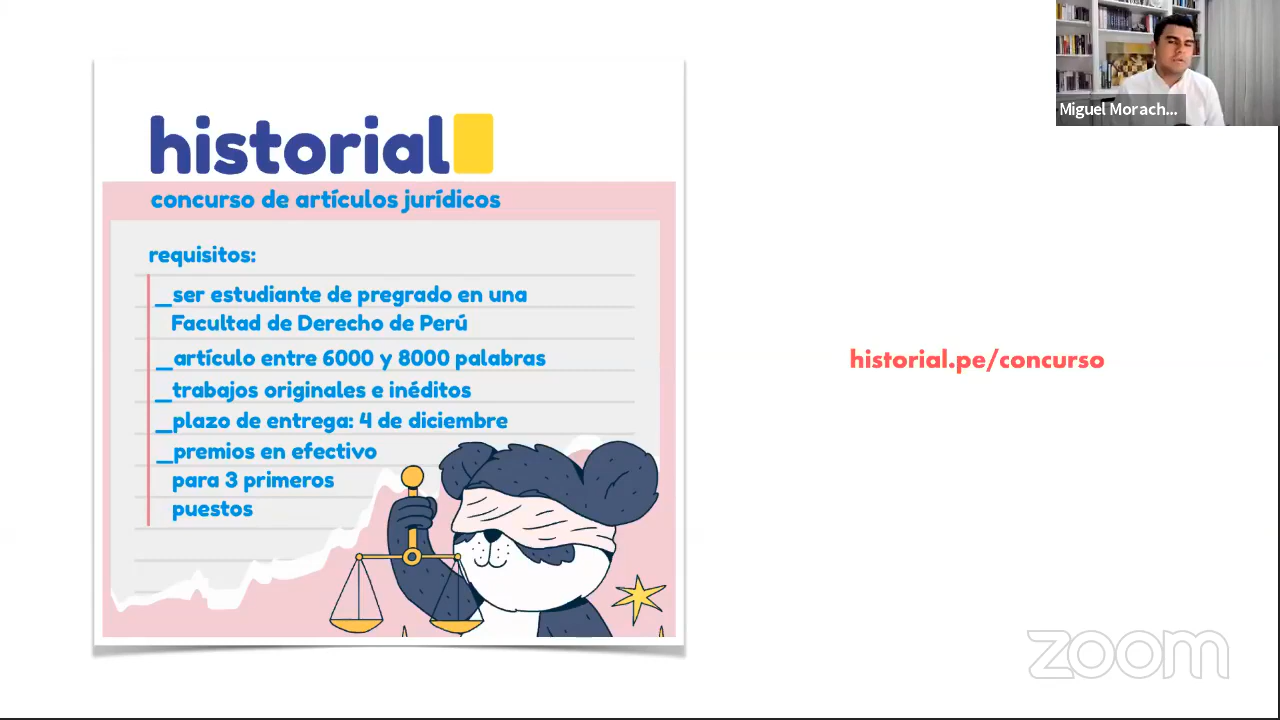 historial
concurso de artículos jurídicos
requisitos:
_ser estudiante de pregrado en una
Facultad de Derecho de Perú
_artículo entre 6000 y 8000 palabras
_trabajos originales e inéditos
_plazo de entrega: 4 de diciembre
_premios en efectivo
para 3 primeros
puestos
historial.pe/concurso
Miguel Morach...
zoom